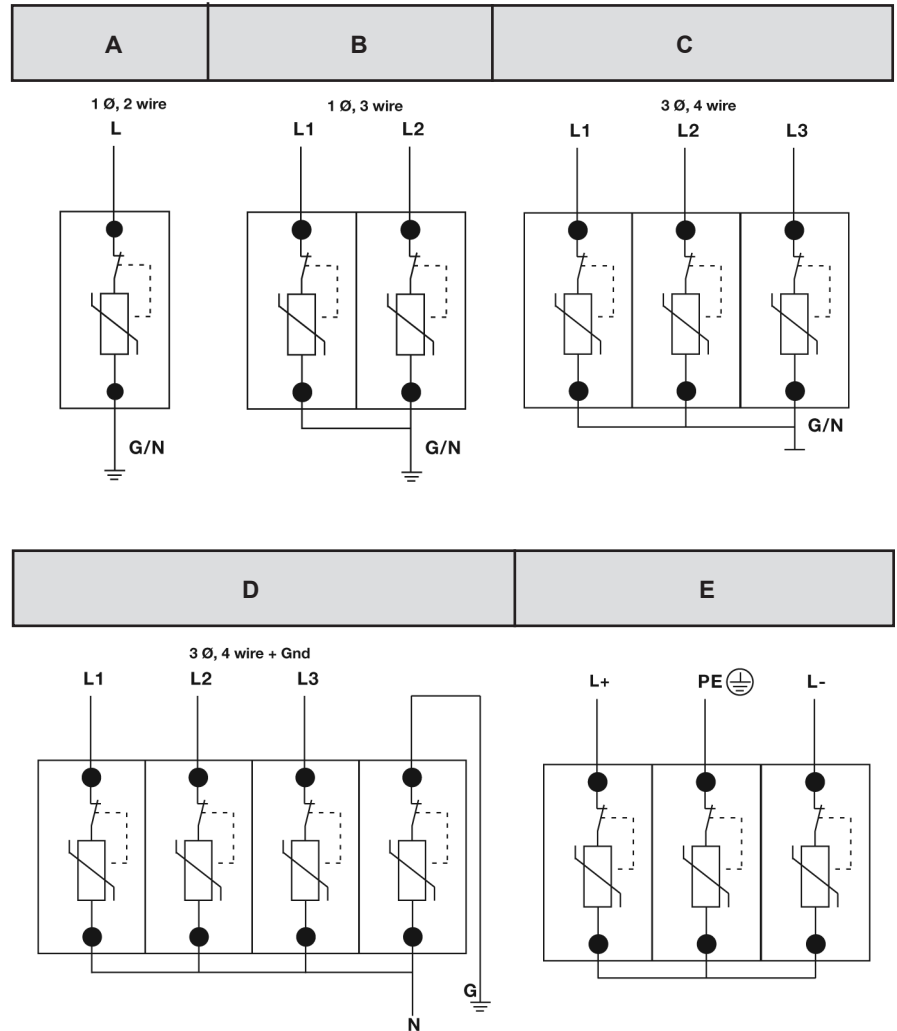 A B C
1 Ø, 2 wire 1 Ø, 3 wire 3 Ø, 4 wire
L L1 L2 L1 L2 L3
G/N G/N G/N
D E
3 Ø, 4 wire + Gnd
L1 L2 L3 L+ PE L-
G
N